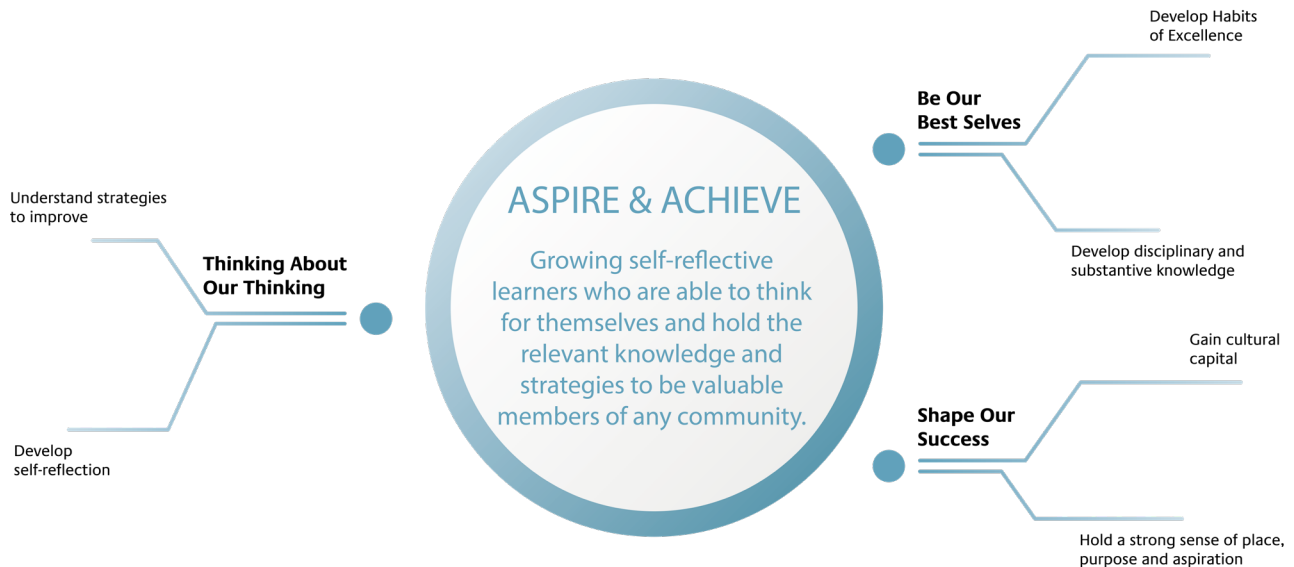 ASPIRE & ACHIEVE
Growing self-reflective
learners who are able to think
for themselves and hold the
relevant knowledge and
strategies to be valuable
members of any community.
Thinking About
Our Thinking
Understand strategies
to improve
Develop
self-reflection
Be Our
Best Selves
Develop Habits
of Excellence
Develop disciplinary and
substantive knowledge
Shape Our
Success
Gain cultural
capital
Hold a strong sense of place,
purpose and aspiration